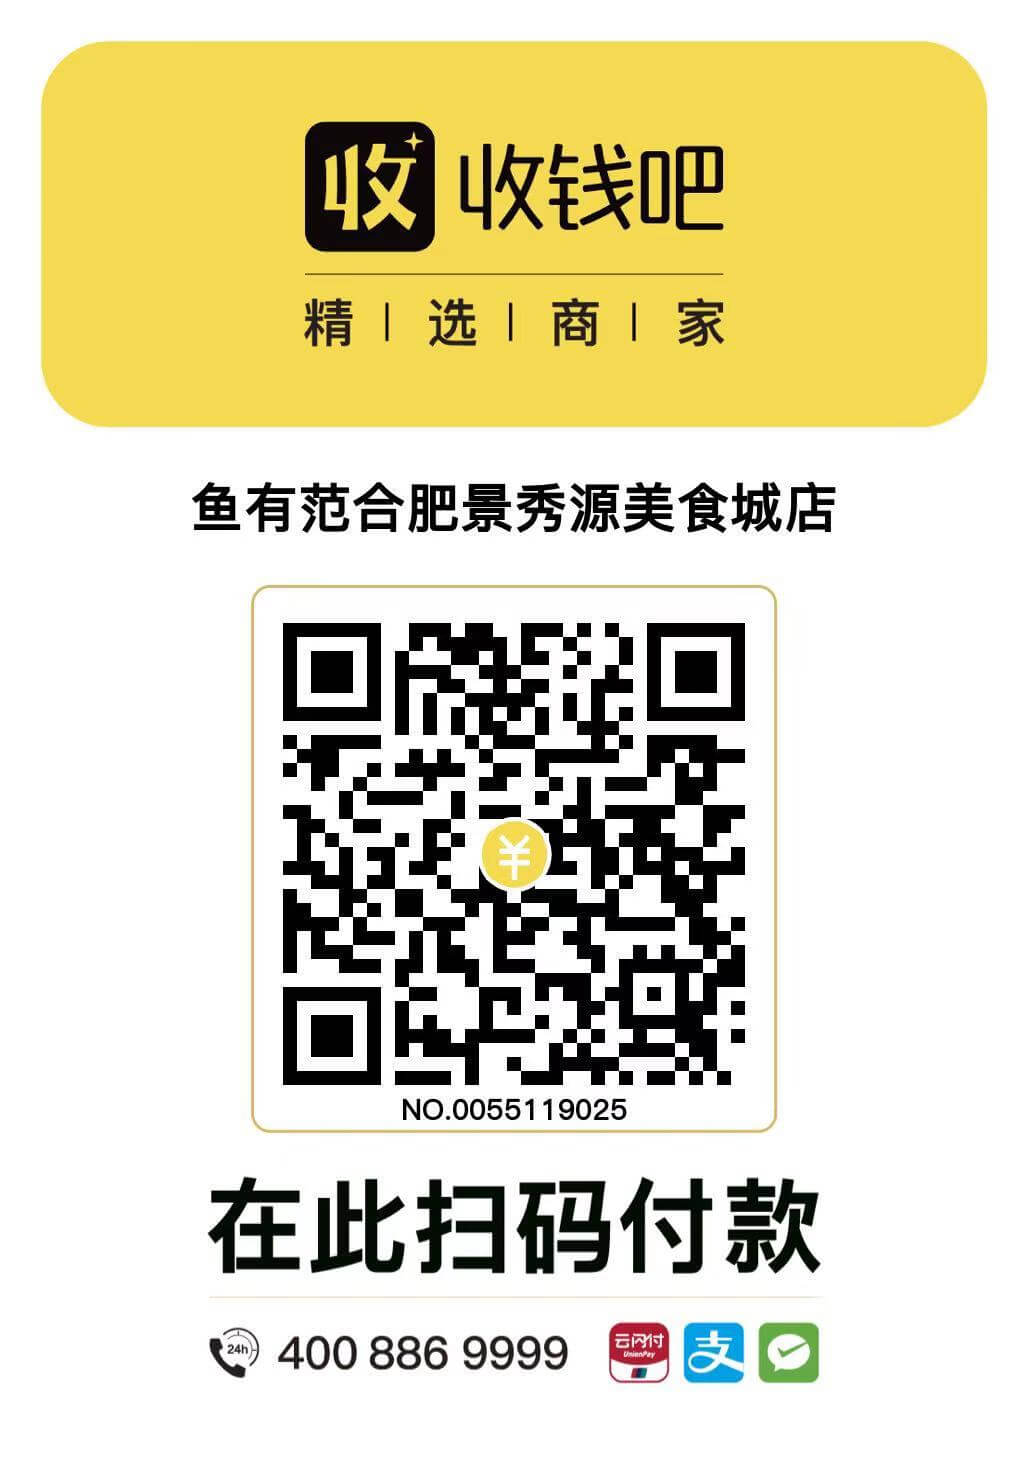 收 收钱吧
精 | 选 | 商 | 家
鱼有范合肥景秀源美食城店
¥
NO.0055119025
在此扫码付款
24h 400 886 9999 云闪付 UnionPay 支